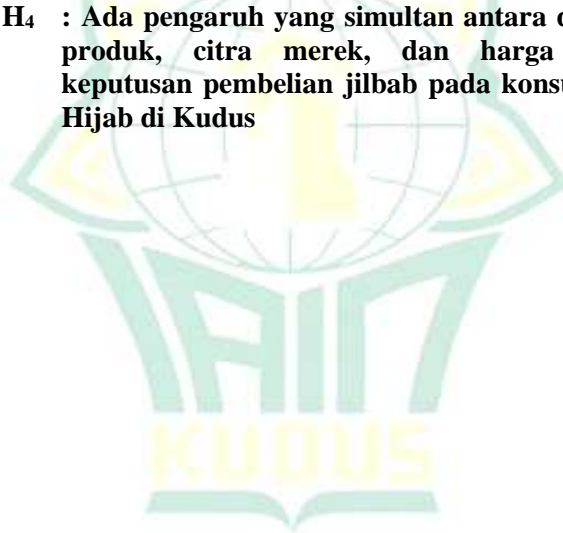 H₄ : Ada pengaruh yang simultan antara
produk, citra merek, dan harga
keputusan pembelian jilbab pada
Hijab di Kudus
IAIN
KUDUS